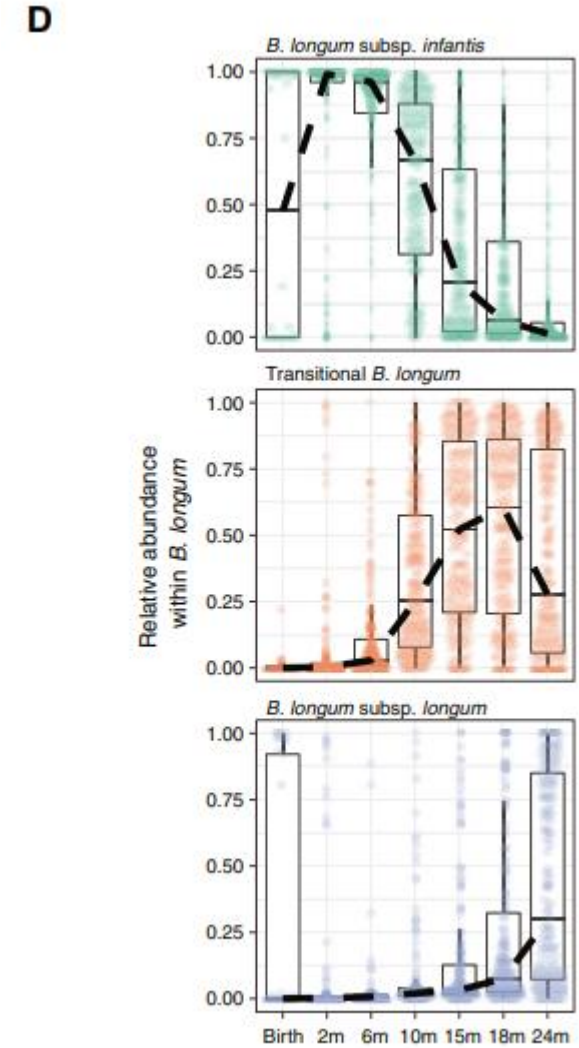 D
B. longum subsp. infantis
1.00
0.75
0.50
0.25
0.00
Transitional B. longum
1.00
0.75
0.50
0.25
0.00
Relative abundance
within B. longum
B. longum subsp. longum
1.00
0.75
0.50
0.25
0.00
Birth 2m 6m 10m 15m 18m 24m